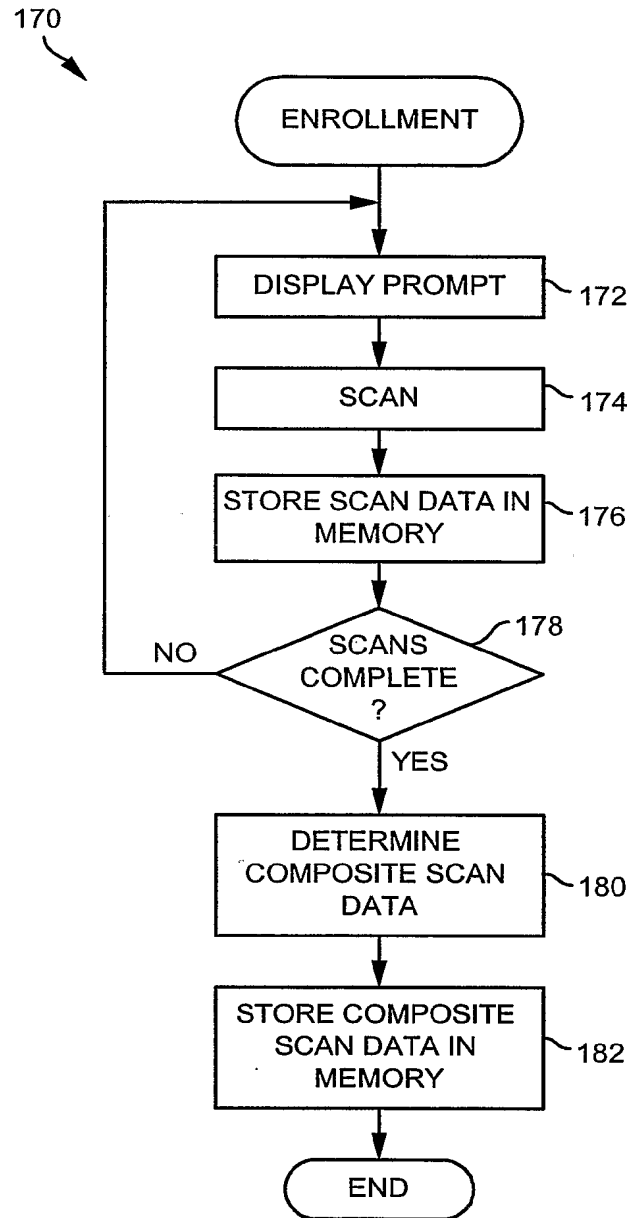 170
ENROLLMENT
DISPLAY PROMPT
172
SCAN
174
STORE SCAN DATA IN
MEMORY
176
178
SCANS
COMPLETE
?
NO
YES
DETERMINE
COMPOSITE SCAN
DATA
180
STORE COMPOSITE
SCAN DATA IN
MEMORY
182
END